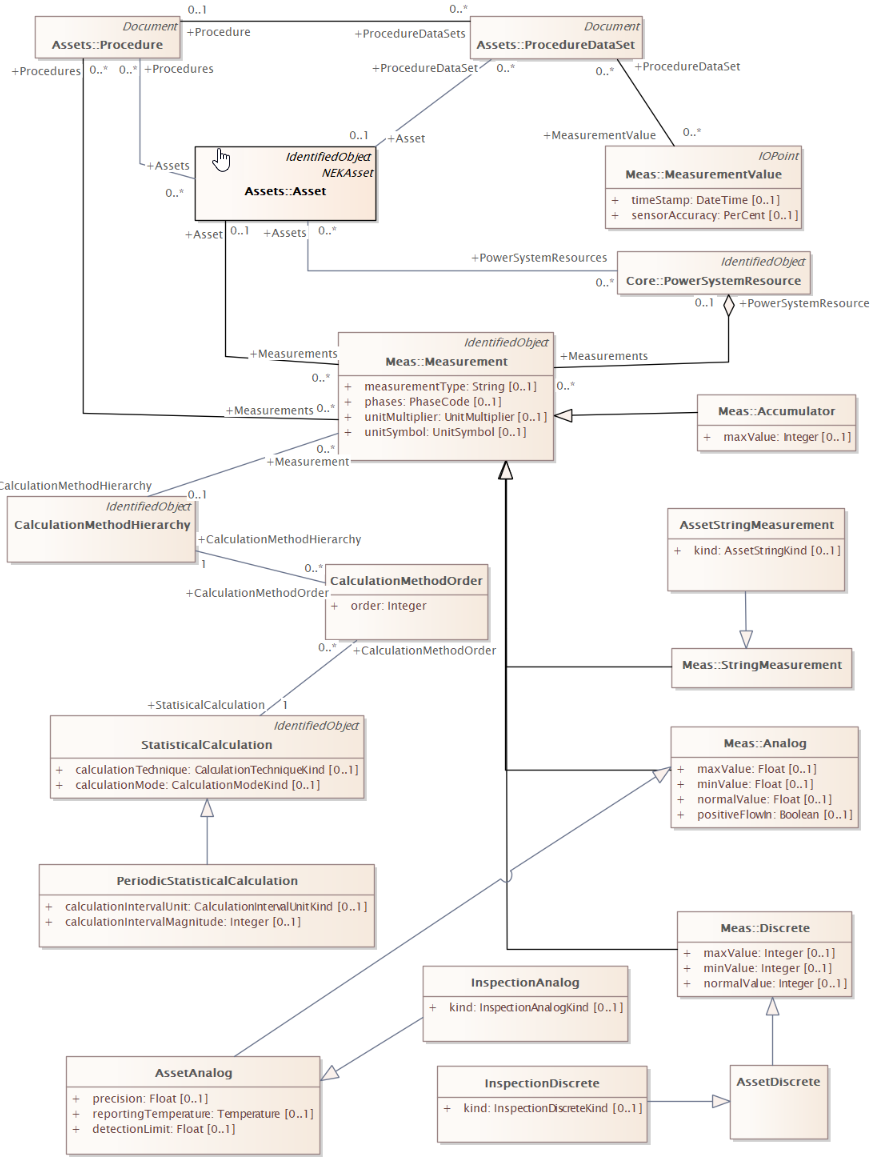 0..1
0..*
Document
Assets::Procedure
+Procedure
+ProcedureDataSets
Document
Assets::ProcedureDataSet
+Procedures
0..*
0..*
+Procedures
+ProcedureDataSet
0..*
0..*
+ProcedureDataSet
0..1
+Asset
+MeasurementValue
0..*
+Assets
0..*
IdentifiedObject
NEKAsset
Assets::Asset
IOPoint
Meas::MeasurementValue
+ timeStamp: DateTime [0..1]
+ sensorAccuracy: PerCent [0..1]
+Asset
0..1
+Assets
0..*
+PowerSystemResources
0..*
IdentifiedObject
Core::PowerSystemResource
0..1
+PowerSystemResource
+Measurements
0..*
IdentifiedObject
Meas::Measurement
+ measurementType: String [0..1]
+ phases: PhaseCode [0..1]
+ unitMultiplier: UnitMultiplier [0..1]
+ unitSymbol: UnitSymbol [0..1]
+Measurements
0..*
+Measurements
0..*
Meas::Accumulator
+ maxValue: Integer [0..1]
0..*
+Measurement
CalculationMethodHierarchy
0..1
IdentifiedObject
CalculationMethodHierarchy
+CalculationMethodHierarchy
1
0..*
+CalculationMethodOrder
CalculationMethodOrder
+ order: Integer
AssetStringMeasurement
+ kind: AssetStringKind [0..1]
0..*
+CalculationMethodOrder
Meas::StringMeasurement
+StatisicalCalculation
1
IdentifiedObject
StatisticalCalculation
+ calculationTechnique: CalculationTechniqueKind [0..1]
+ calculationMode: CalculationModeKind [0..1]
Meas::Analog
+ maxValue: Float [0..1]
+ minValue: Float [0..1]
+ normalValue: Float [0..1]
+ positiveFlowIn: Boolean [0..1]
PeriodicStatisticalCalculation
+ calculationIntervalUnit: CalculationIntervalUnitKind [0..1]
+ calculationIntervalMagnitude: Integer [0..1]
Meas::Discrete
+ maxValue: Integer [0..1]
+ minValue: Integer [0..1]
+ normalValue: Integer [0..1]
InspectionAnalog
+ kind: InspectionAnalogKind [0..1]
AssetAnalog
+ precision: Float [0..1]
+ reportingTemperature: Temperature [0..1]
+ detectionLimit: Float [0..1]
InspectionDiscrete
+ kind: InspectionDiscreteKind [0..1]
AssetDiscrete